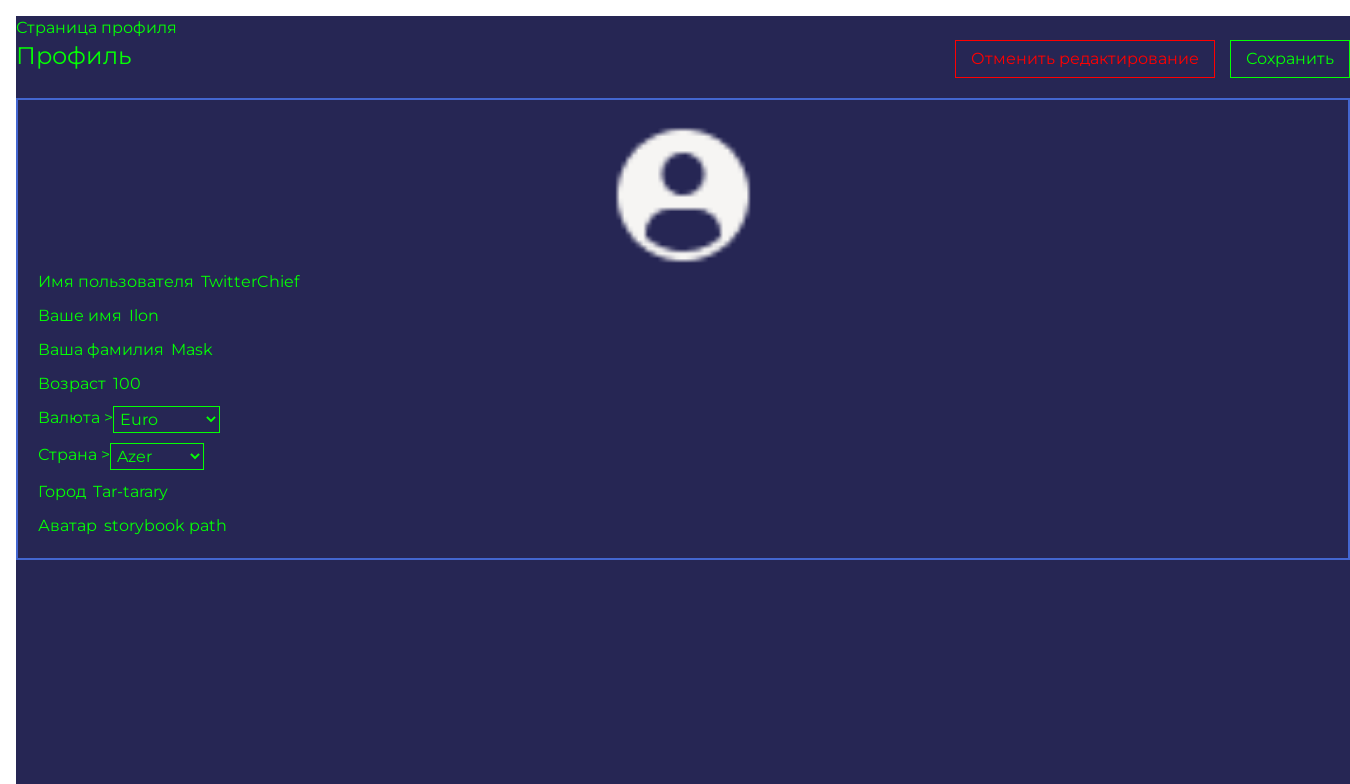 Страница профиля
Профиль
Отменить редактирование
Сохранить
Имя пользователя TwitterChief
Ваше имя Ilon
Ваша фамилия Mask
Возраст 100
Валюта > Euro
Страна > Azer
Город Tar-tarary
Аватар storybook path